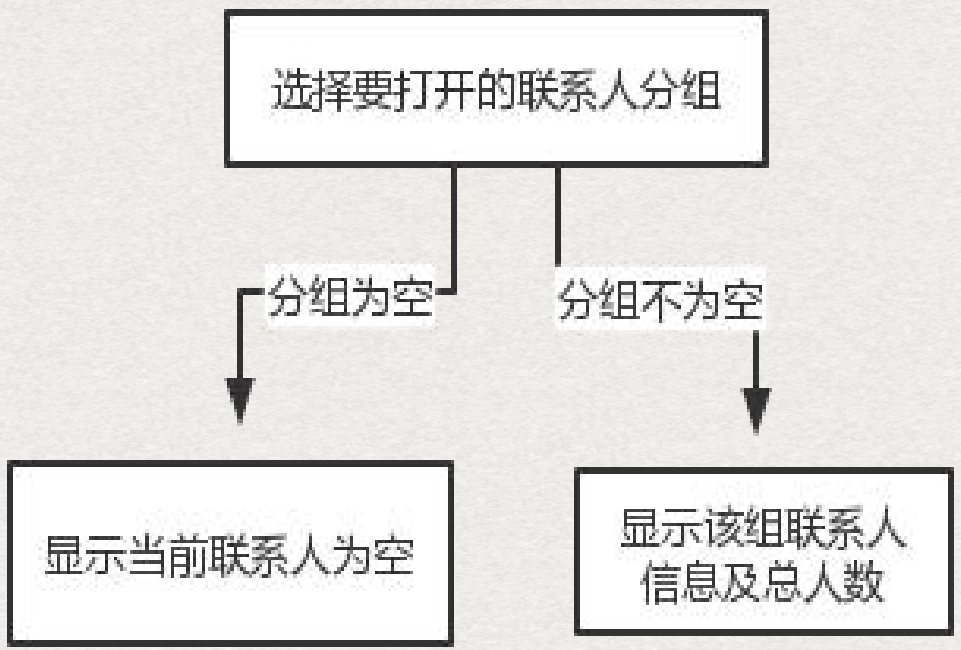 选择要打开的联系人分组
分组为空
分组不为空
显示当前联系人为空
显示该组联系人
信息及总人数